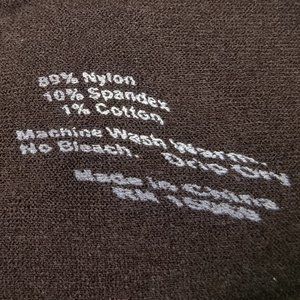 89% Nylon
10% Spandex
1% Cotton
Machine Wash Warm.
No Bleach. Drip Dry
Made in China
RN